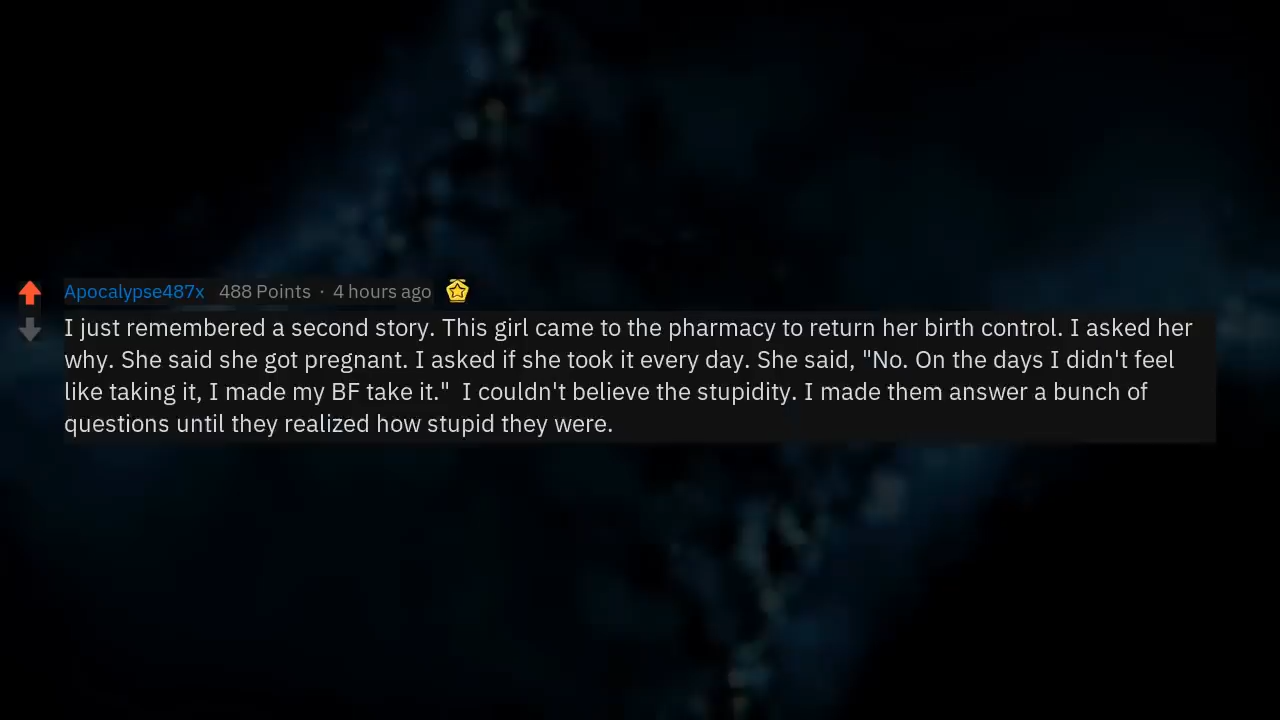 Apocalypse487x 488 Points · 4 hours ago
I just remembered a second story. This girl came to the pharmacy to return her birth control. I asked her
why. She said she got pregnant. I asked if she took it every day. She said, "No. On the days I didn't feel
like taking it, I made my BF take it."  I couldn't believe the stupidity. I made them answer a bunch of
questions until they realized how stupid they were.